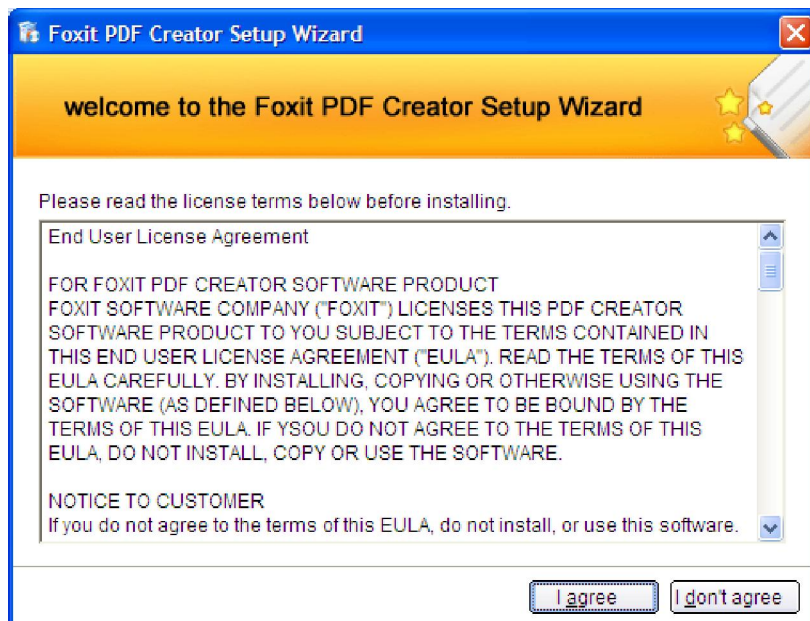 Foxit PDF Creator Setup Wizard
welcome to the Foxit PDF Creator Setup Wizard
Please read the license terms below before installing.
End User License Agreement
FOR FOXIT PDF CREATOR SOFTWARE PRODUCT
FOXIT SOFTWARE COMPANY ("FOXIT") LICENSES THIS PDF CREATOR
SOFTWARE PRODUCT TO YOU SUBJECT TO THE TERMS CONTAINED IN
THIS END USER LICENSE AGREEMENT ("EULA"). READ THE TERMS OF THIS
EULA CAREFULLY. BY INSTALLING, COPYING OR OTHERWISE USING THE
SOFTWARE (AS DEFINED BELOW), YOU AGREE TO BE BOUND BY THE
TERMS OF THIS EULA. IF YSOU DO NOT AGREE TO THE TERMS OF THIS
EULA, DO NOT INSTALL, COPY OR USE THE SOFTWARE.
NOTICE TO CUSTOMER
If you do not agree to the terms of this EULA, do not install, or use this software.
I agree
I don't agree